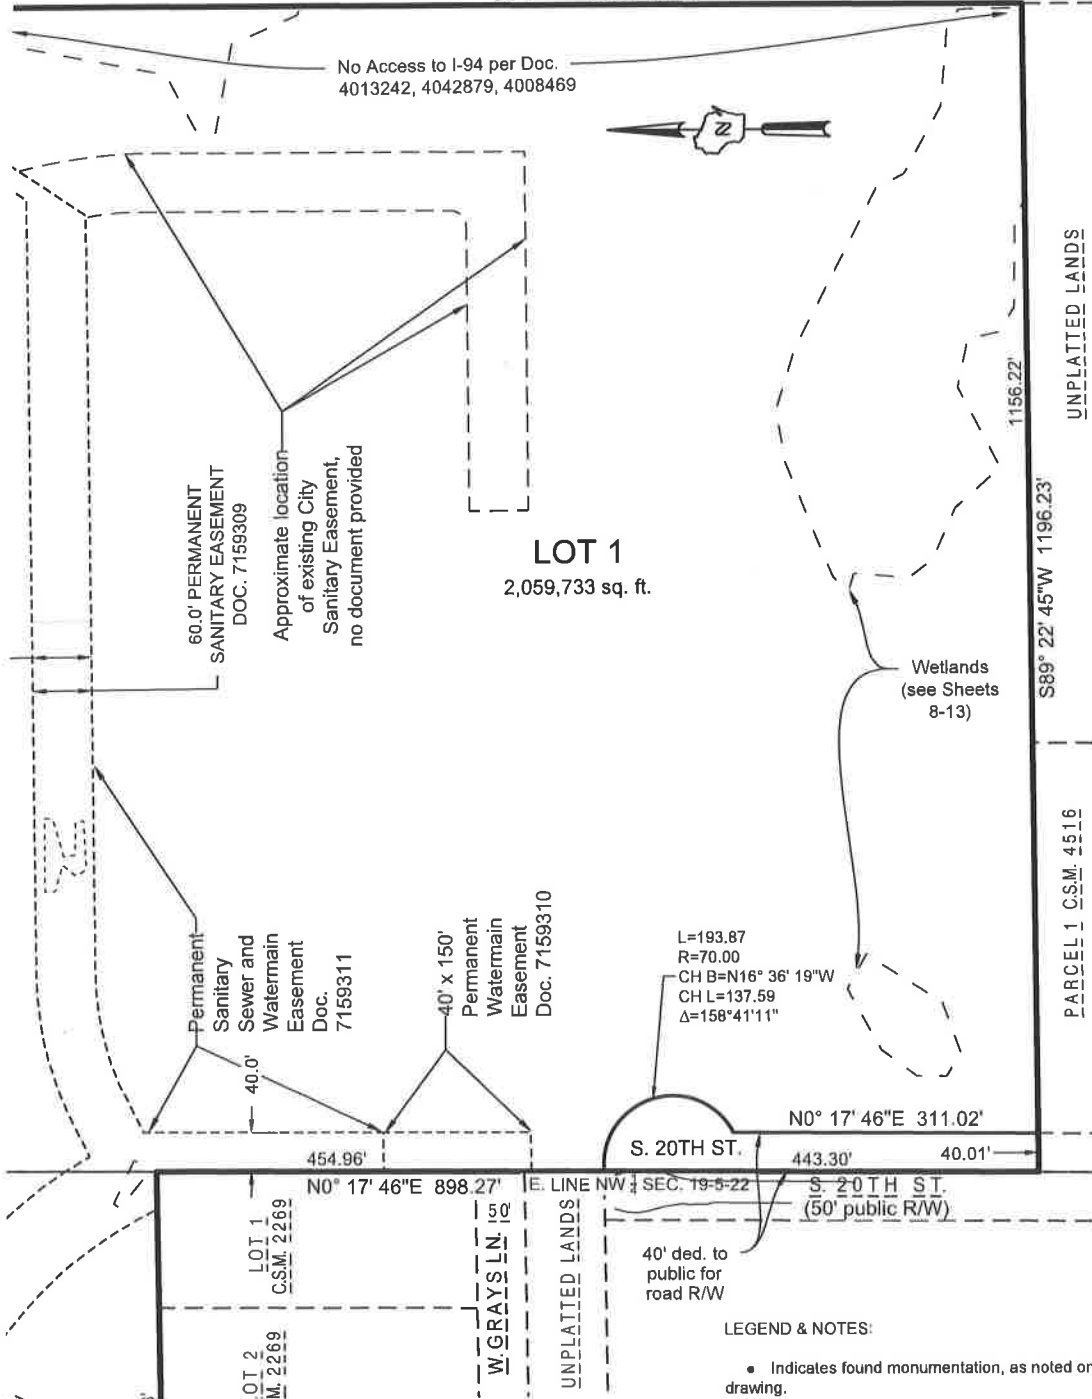 No Access to I-94 per Doc.
4013242, 4042879, 4008469
N
UNPLATTED LANDS
1156.22'
S89° 22' 45"W 1196.23'
60.0' PERMANENT
SANITARY EASEMENT
DOC. 7159309
Approximate location
of existing City
Sanitary Easement,
no document provided
LOT 1
2,059,733 sq. ft.
Wetlands
(see Sheets
8-13)
PARCEL 1 C.S.M. 4516
Permanent
Sanitary
Sewer and
Watermain
Easement
Doc.
7159311
40' x 150'
Permanent
Watermain
Easement
Doc. 7159310
L=193.87
R=70.00
CH B=N16° 36' 19"W
CH L=137.59
Δ=158°41'11"
40.0'
N0° 17' 46"E 311.02'
S. 20TH ST.
454.96'
443.30'
40.01'
N0° 17' 46"E 898.27'
E. LINE NW ¼ SEC. 19-5-22
S. 20TH ST.
(50' public R/W)
LOT 1
C.S.M. 2269
W. GRAYS LN. 50'
UNPLATTED LANDS
40' ded. to
public for
road R/W
OT 2
M. 2269
LEGEND & NOTES:
• Indicates found monumentation, as noted on
drawing.